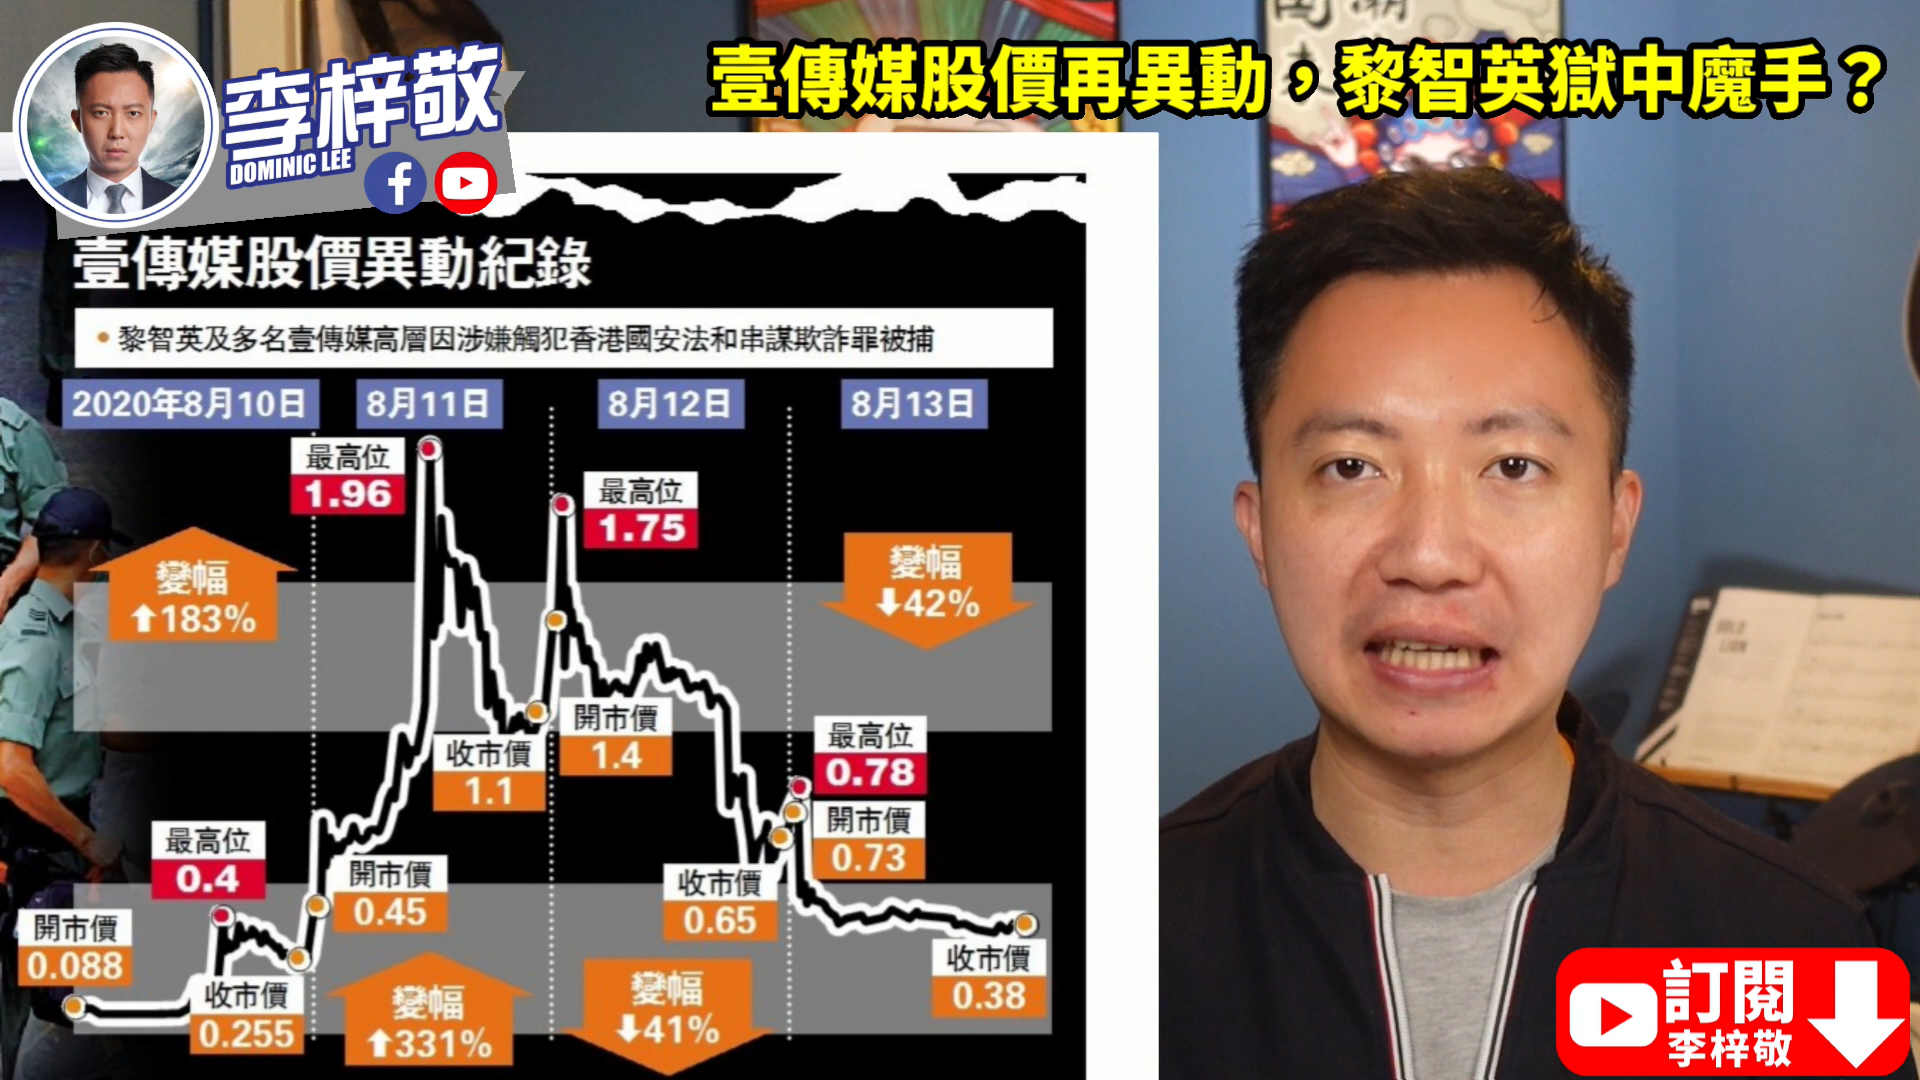 李梓敬
DOMINIC LEE
壹傳媒股價再異動，黎智英獄中魔手？
壹傳媒股價異動紀錄
• 黎智英及多名壹傳媒高層因涉嫌觸犯香港國安法和串謀欺詐罪被捕
2020年8月10日
8月11日
8月12日
8月13日
最高位
1.96
最高位
1.75
變幅
⬆183%
變幅
⬇42%
開市價
1.4
收市價
1.1
最高位
0.78
開市價
0.73
最高位
0.4
開市價
0.45
收市價
0.65
開市價
0.088
收市價
0.255
變幅
⬆331%
變幅
⬇41%
收市價
0.38
訂閱
李梓敬